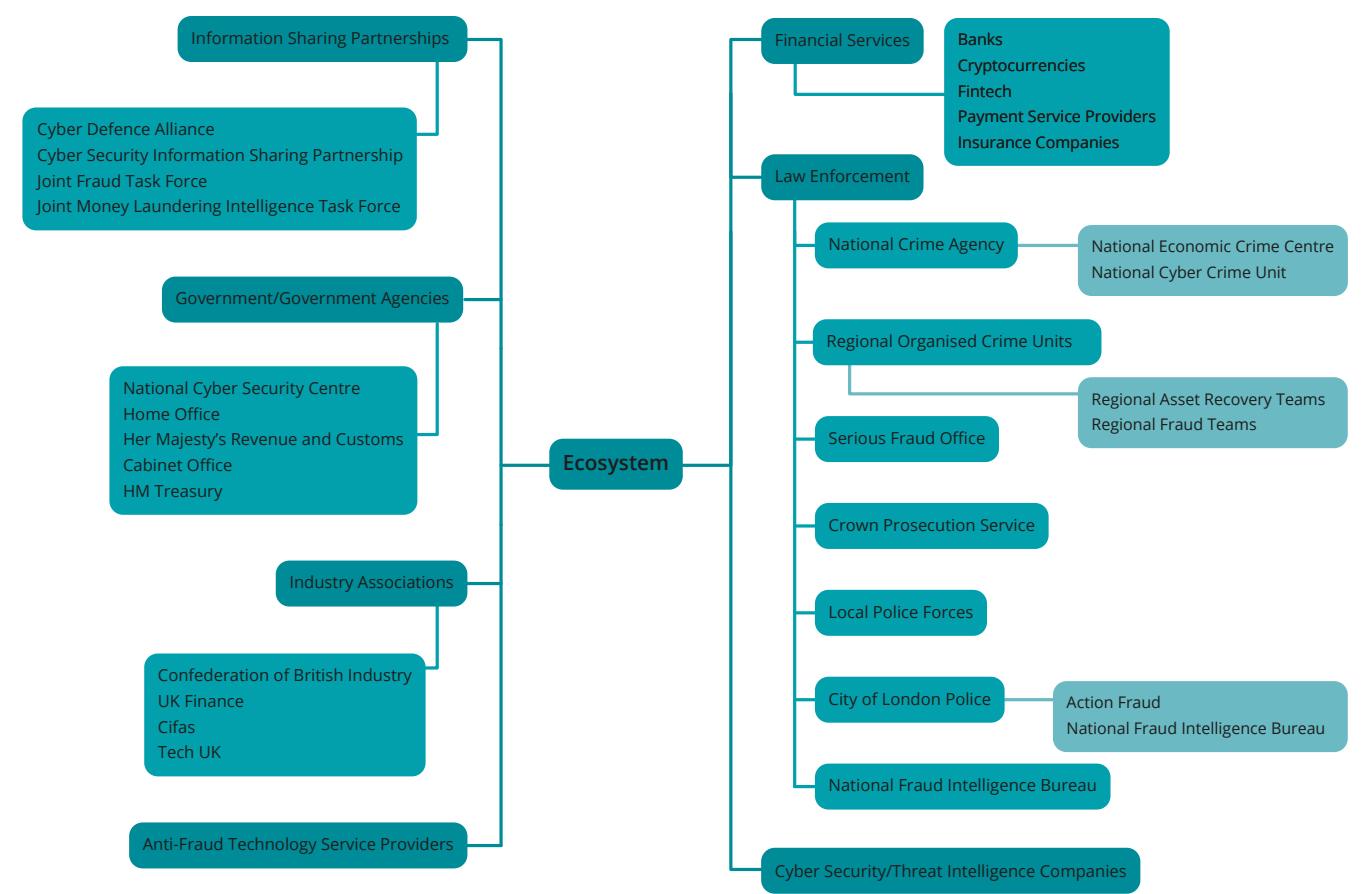 Information Sharing Partnerships
Cyber Defence Alliance
Cyber Security Information Sharing Partnership
Joint Fraud Task Force
Joint Money Laundering Intelligence Task Force
Government/Government Agencies
National Cyber Security Centre
Home Office
Her Majesty’s Revenue and Customs
Cabinet Office
HM Treasury
Industry Associations
Confederation of British Industry
UK Finance
Cifas
Tech UK
Anti-Fraud Technology Service Providers
Ecosystem
Financial Services
Banks
Cryptocurrencies
Fintech
Payment Service Providers
Insurance Companies
Law Enforcement
National Crime Agency
National Economic Crime Centre
National Cyber Crime Unit
Regional Organised Crime Units
Regional Asset Recovery Teams
Regional Fraud Teams
Serious Fraud Office
Crown Prosecution Service
Local Police Forces
City of London Police
Action Fraud
National Fraud Intelligence Bureau
National Fraud Intelligence Bureau
Cyber Security/Threat Intelligence Companies